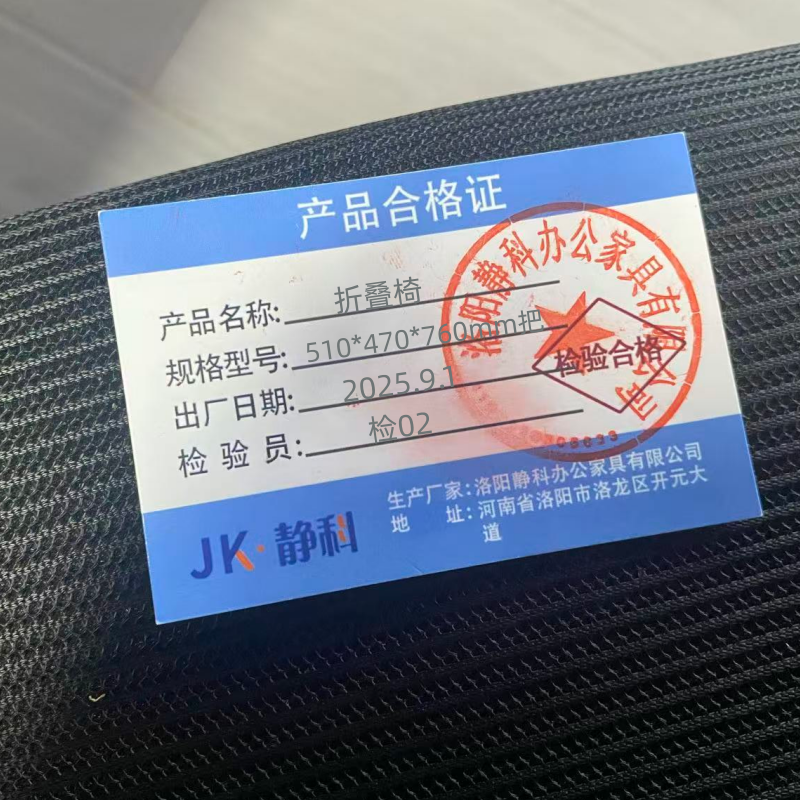 产品合格证
产品名称:折叠椅
规格型号:510*470*760mm把
出厂日期:2025.9.1
检验员:检02
洛阳静科办公家具有限公司
检验合格
JK·静科
生产厂家:洛阳静科办公家具有限公司
地址:河南省洛阳市洛龙区开元大
道